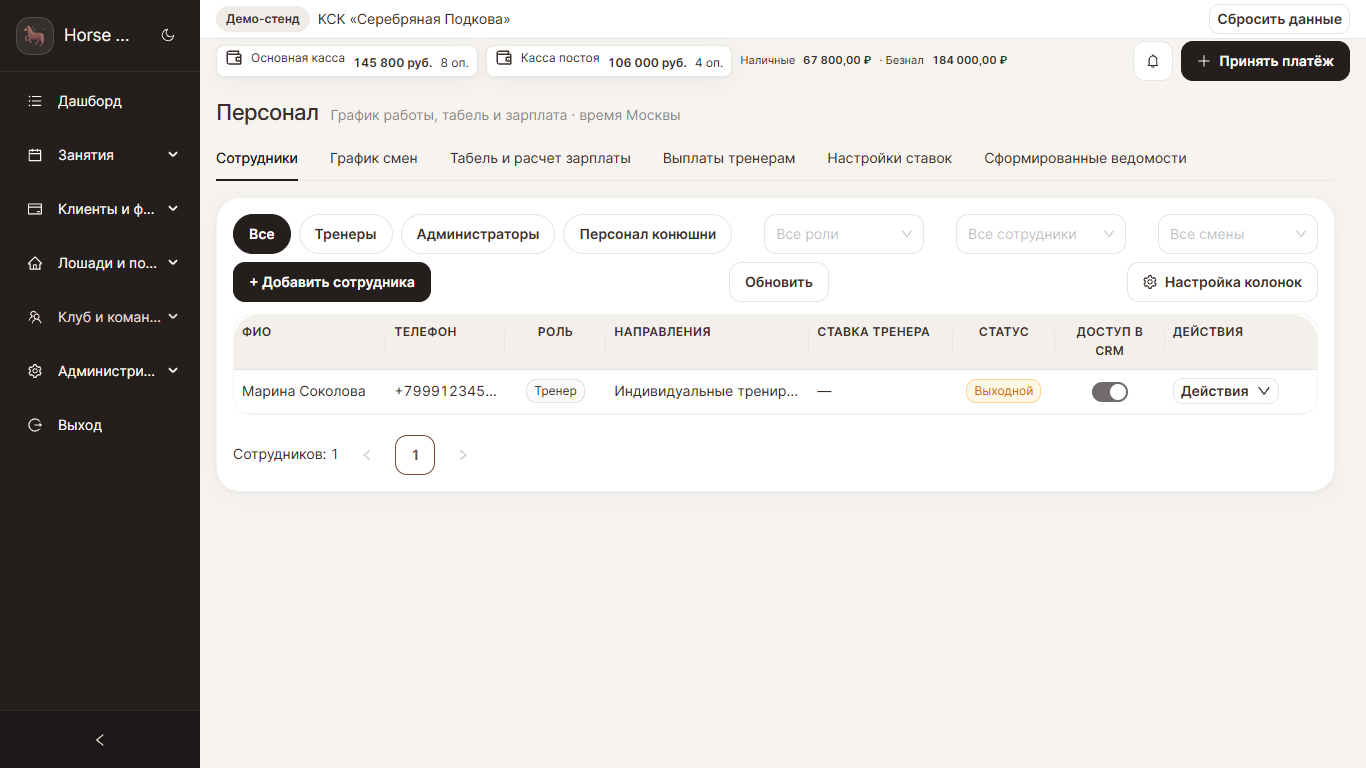 Horse ...
Дашборд
Занятия
Клиенты и ф...
Лошади и по...
Клуб и коман...
Администри...
Выход
Демо-стенд КСК «Серебряная Подкова» Сбросить данные
Основная касса 145 800 руб. 8 оп. Касса постоя 106 000 руб. 4 оп. Наличные 67 800,00 ₽ · Безнал 184 000,00 ₽ Принять платёж
Персонал График работы, табель и зарплата · время Москвы
Сотрудники График смен Табель и расчет зарплаты Выплаты тренерам Настройки ставок Сформированные ведомости
Все Тренеры Администраторы Персонал конюшни Все роли Все сотрудники Все смены
+ Добавить сотрудника Обновить Настройка колонок
ФИО ТЕЛЕФОН РОЛЬ НАПРАВЛЕНИЯ СТАВКА ТРЕНЕРА СТАТУС ДОСТУП В ДЕЙСТВИЯ
CRM
Марина Соколова +799912345... Тренер Индивидуальные тренир... — Выходной Действия
Сотрудников: 1 < 1 >